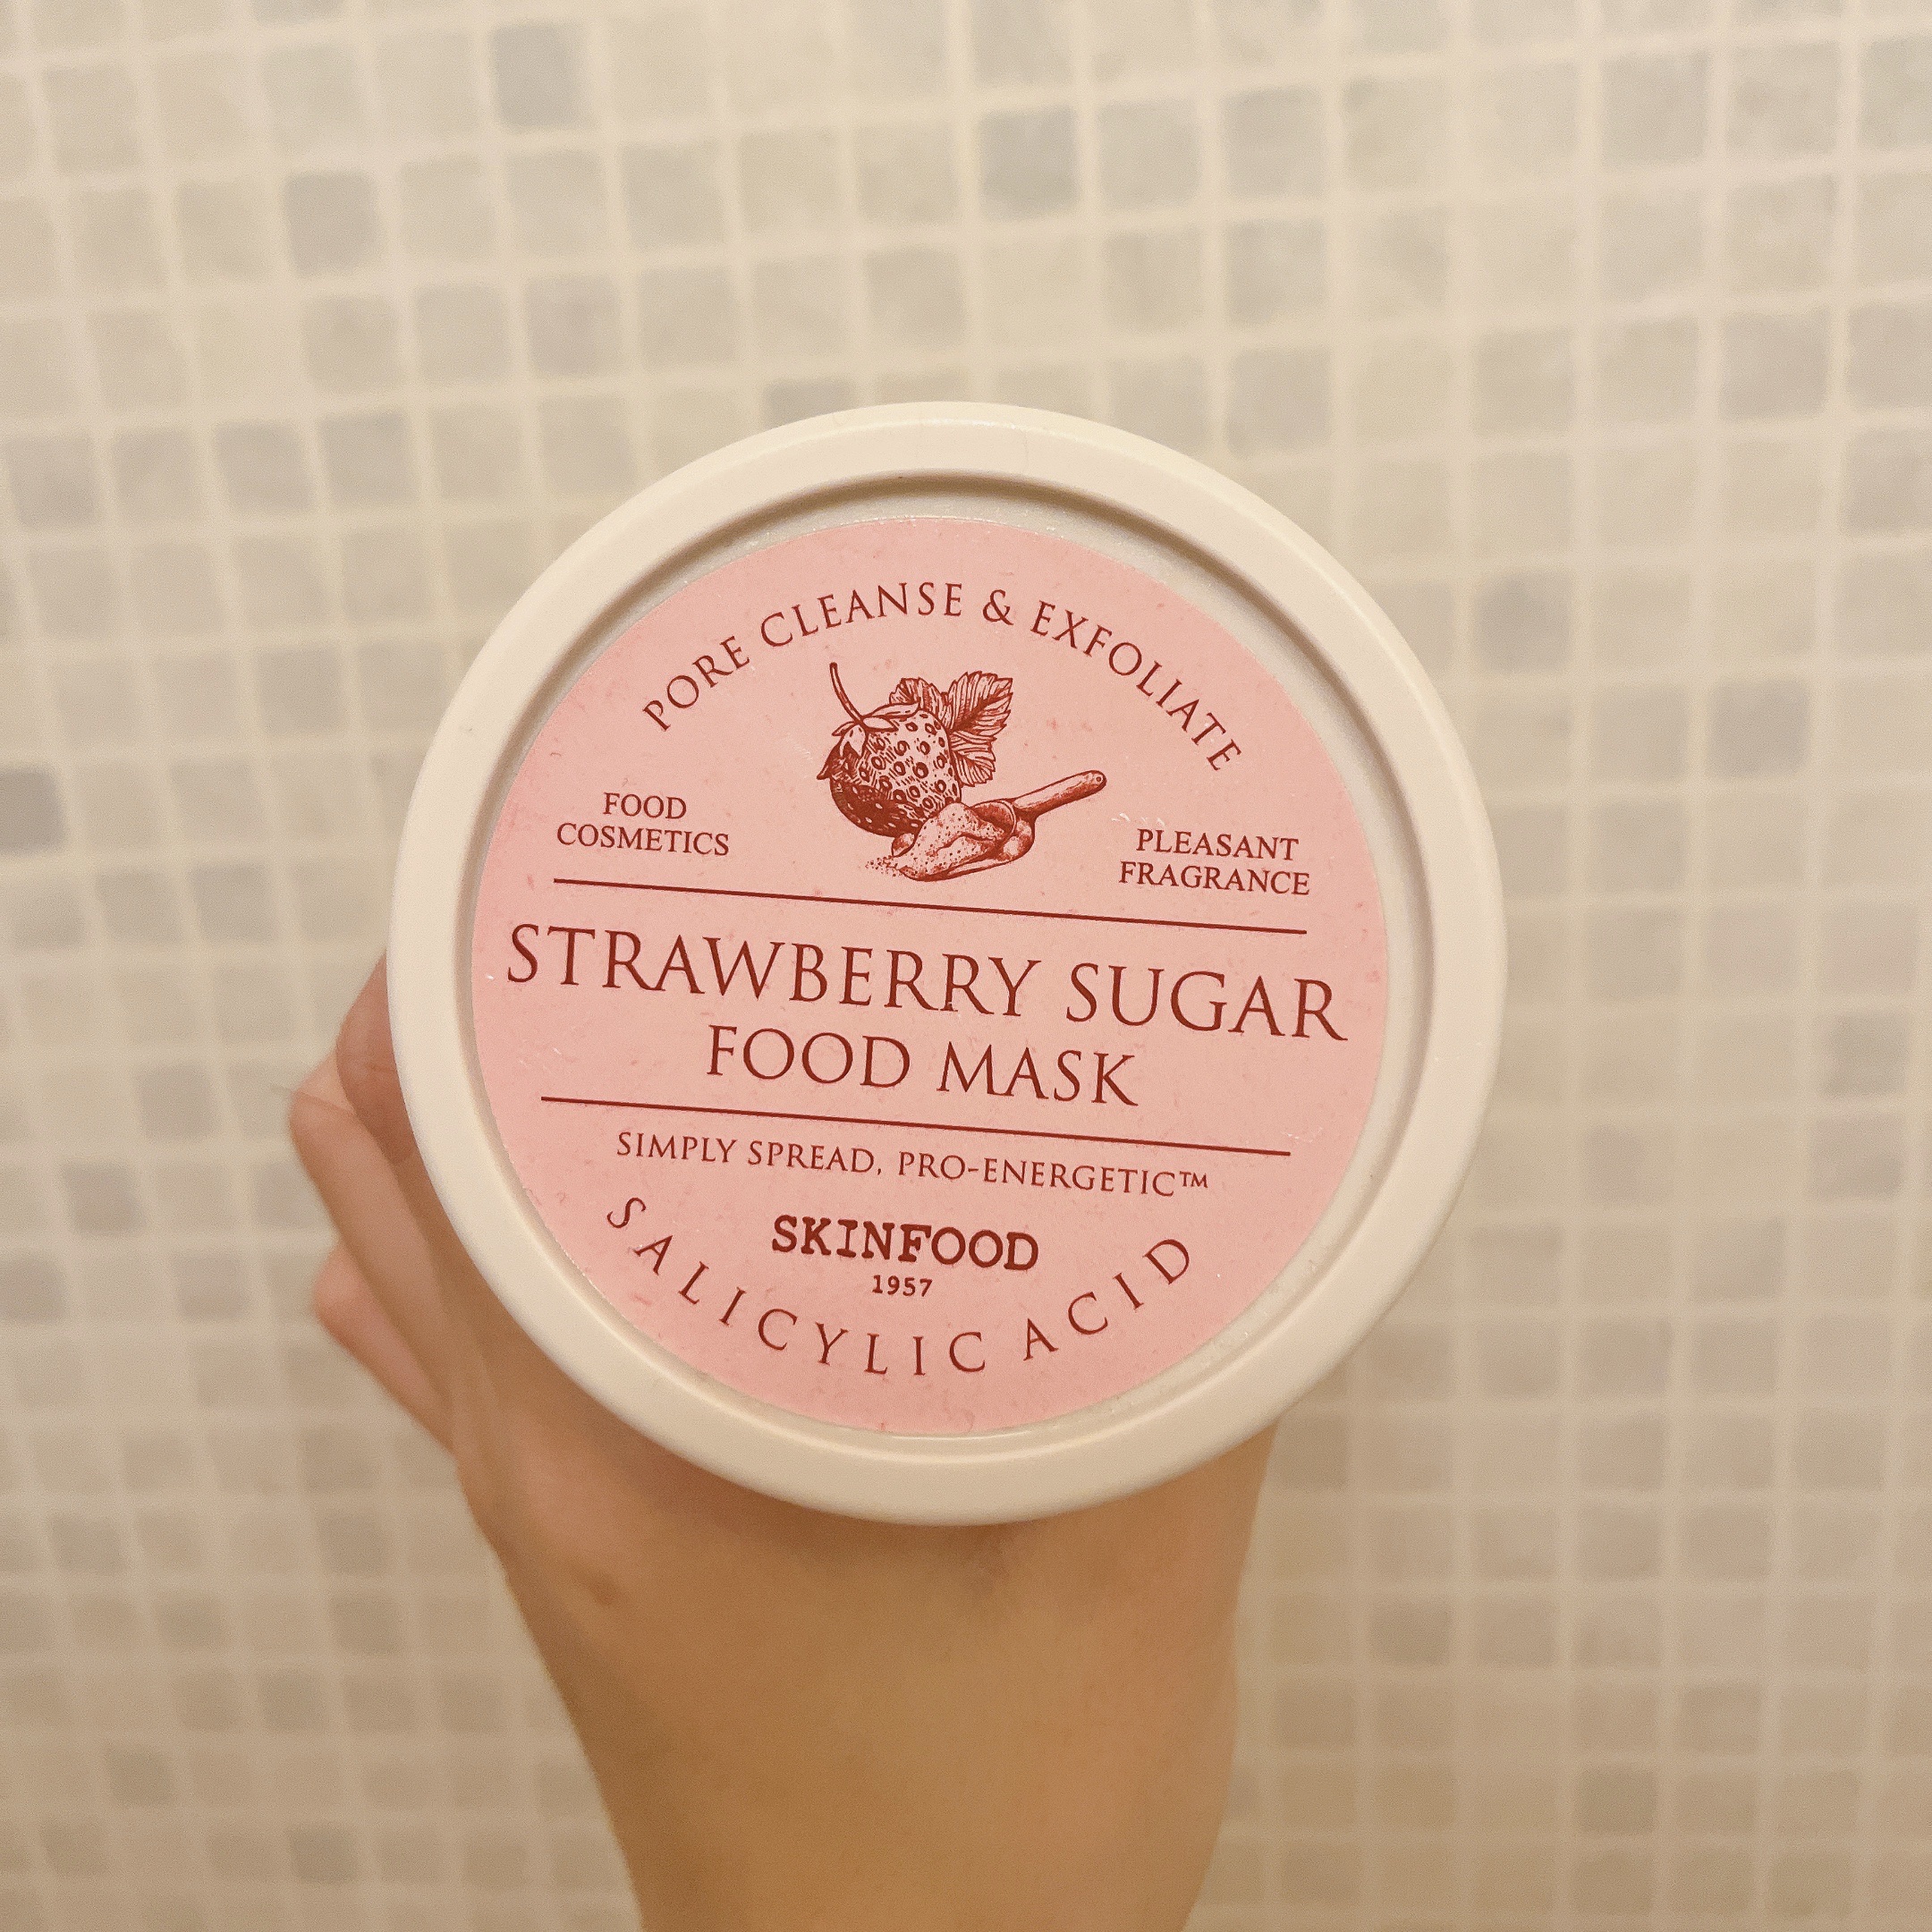 PORE CLEANSE & EXFOLIATE
FOOD
COSMETICS
PLEASANT
FRAGRANCE
STRAWBERRY SUGAR
FOOD MASK
SIMPLY SPREAD, PRO-ENERGETIC™
SKINFOOD
1957
SALICYLIC ACID